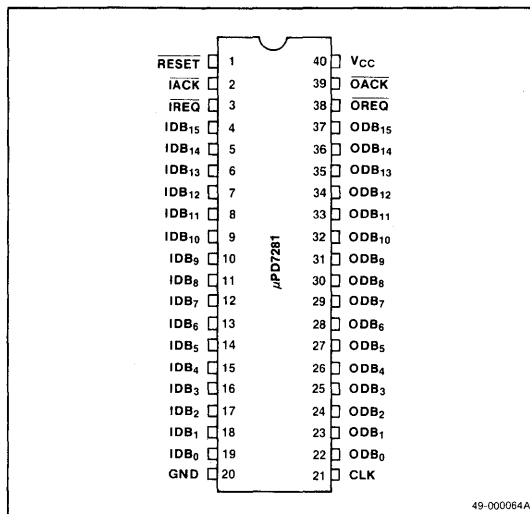 RESET 1 40 VCC
IACK 2 39 OACK
IREQ 3 38 OREQ
IDB15 4 37 ODB15
IDB14 5 36 ODB14
IDB13 6 35 ODB13
IDB12 7 34 ODB12
IDB11 8 33 ODB11
IDB10 9 32 ODB10
IDB9 10 31 ODB9
IDB8 11 30 ODB8
IDB7 12 29 ODB7
IDB6 13 28 ODB6
IDB5 14 27 ODB5
IDB4 15 26 ODB4
IDB3 16 25 ODB3
IDB2 17 24 ODB2
IDB1 18 23 ODB1
IDB0 19 22 ODB0
GND 20 21 CLK
μPD7281
49-000064A